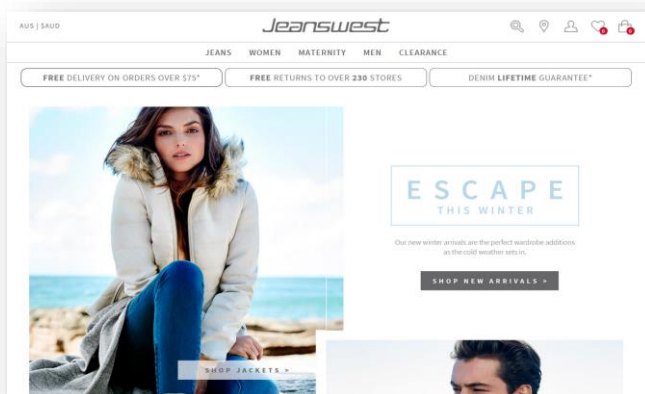 AUS | $AUD
Jeanswest
0
0
JEANS WOMEN MATERNITY MEN CLEARANCE
FREE DELIVERY ON ORDERS OVER $75*
FREE RETURNS TO OVER 230 STORES
DENIM LIFETIME GUARANTEE*
ESCAPE
THIS WINTER
Our new winter arrivals are the perfect wardrobe additions
as the cold weather sets in.
SHOP NEW ARRIVALS >
SHOP JACKETS >